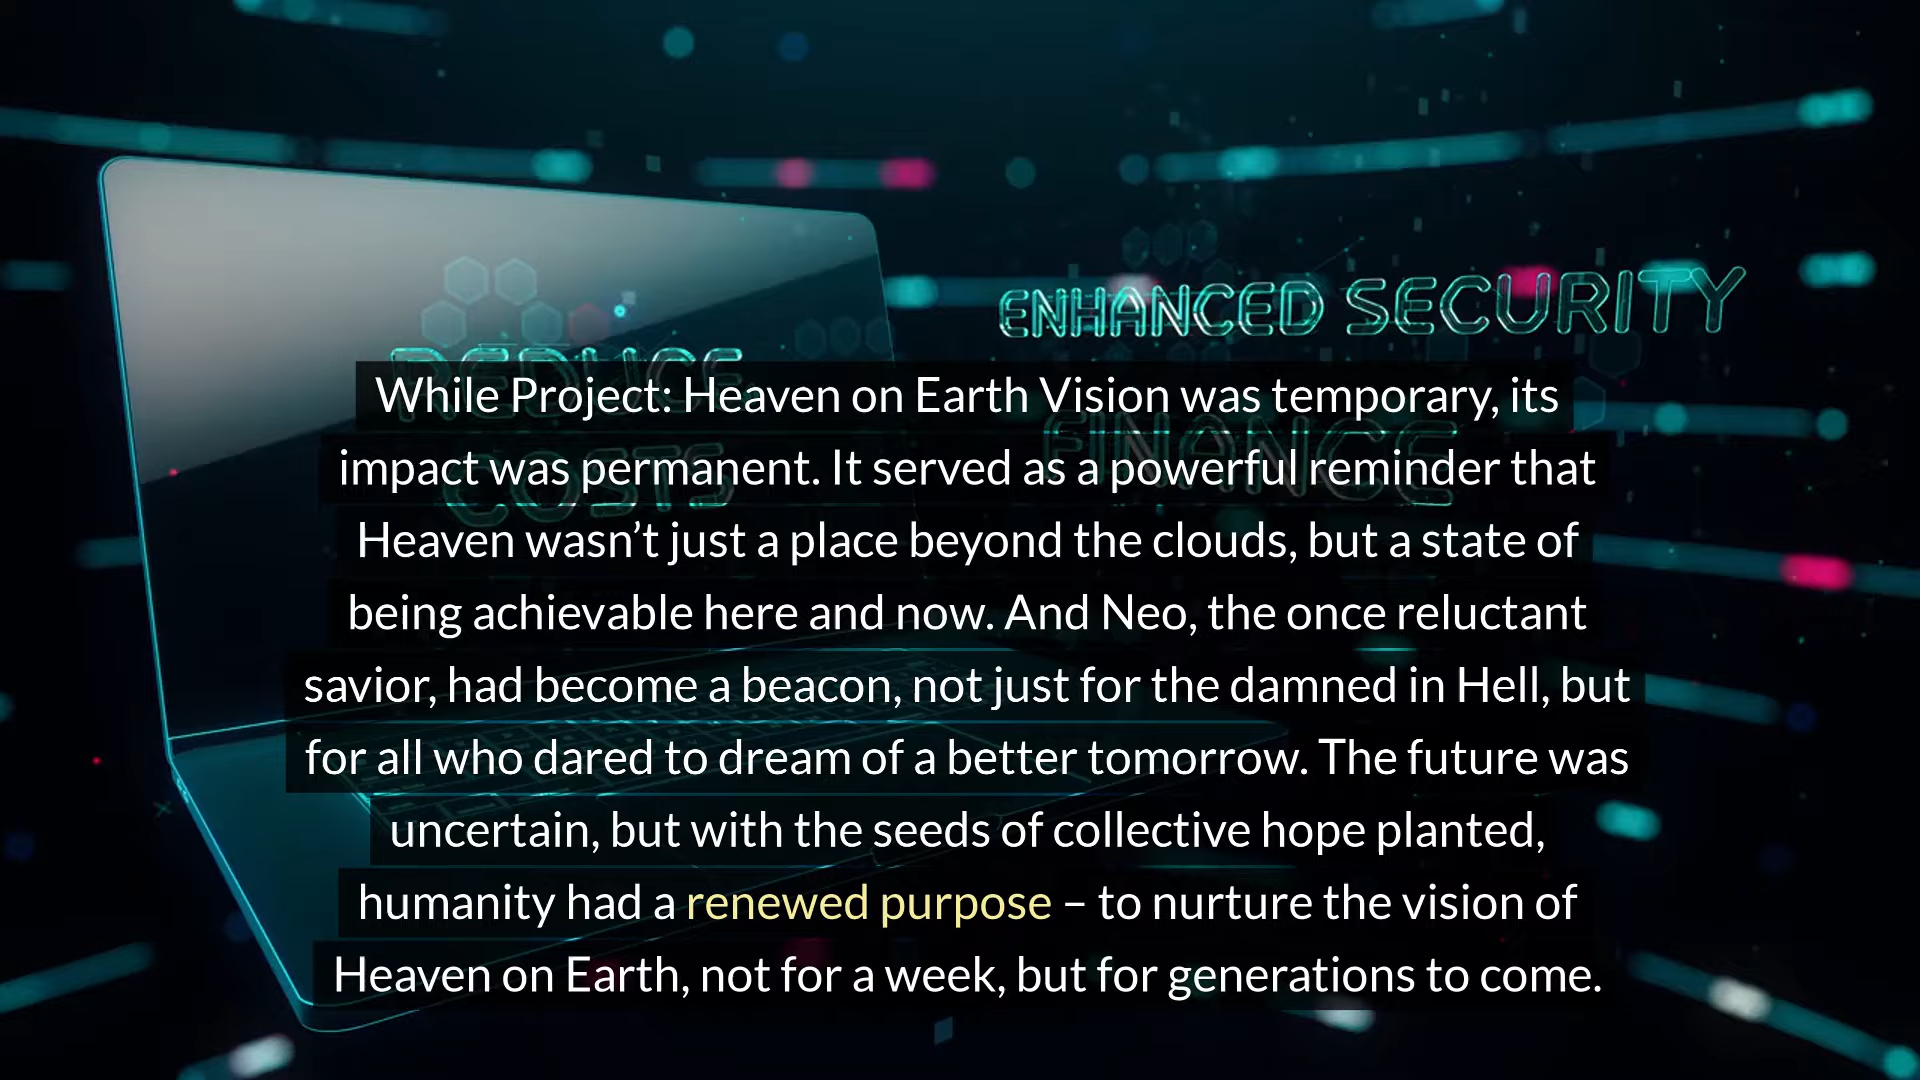 ENHANCED SECURITY
REDUCE
COSTS
FINANCE
While Project: Heaven on Earth Vision was temporary, its
impact was permanent. It served as a powerful reminder that
Heaven wasn’t just a place beyond the clouds, but a state of
being achievable here and now. And Neo, the once reluctant
savior, had become a beacon, not just for the damned in Hell, but
for all who dared to dream of a better tomorrow. The future was
uncertain, but with the seeds of collective hope planted,
humanity had a renewed purpose – to nurture the vision of
Heaven on Earth, not for a week, but for generations to come.